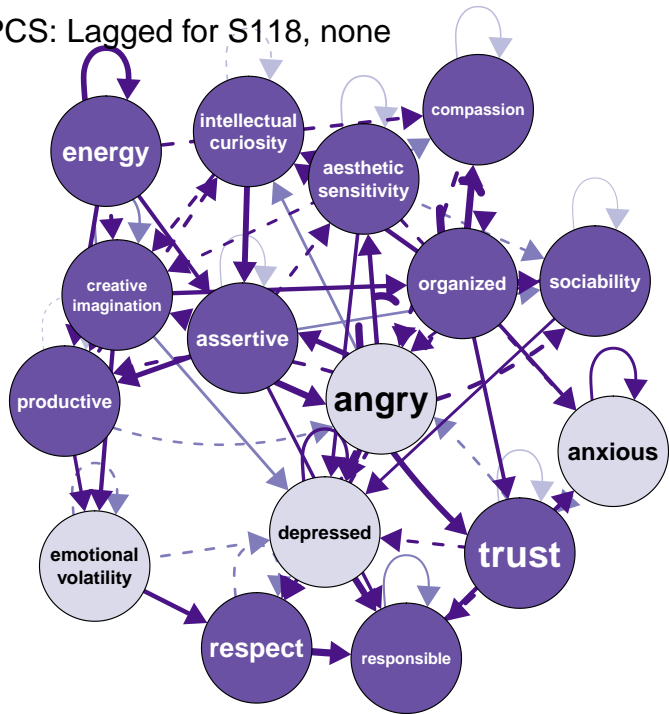 PCS: Lagged for S118, none
compassion
intellectual
curiosity
energy
aesthetic
sensitivity
creative
imagination
organized
sociability
assertive
productive
angry
anxious
depressed
emotional
volatility
trust
respect
responsible